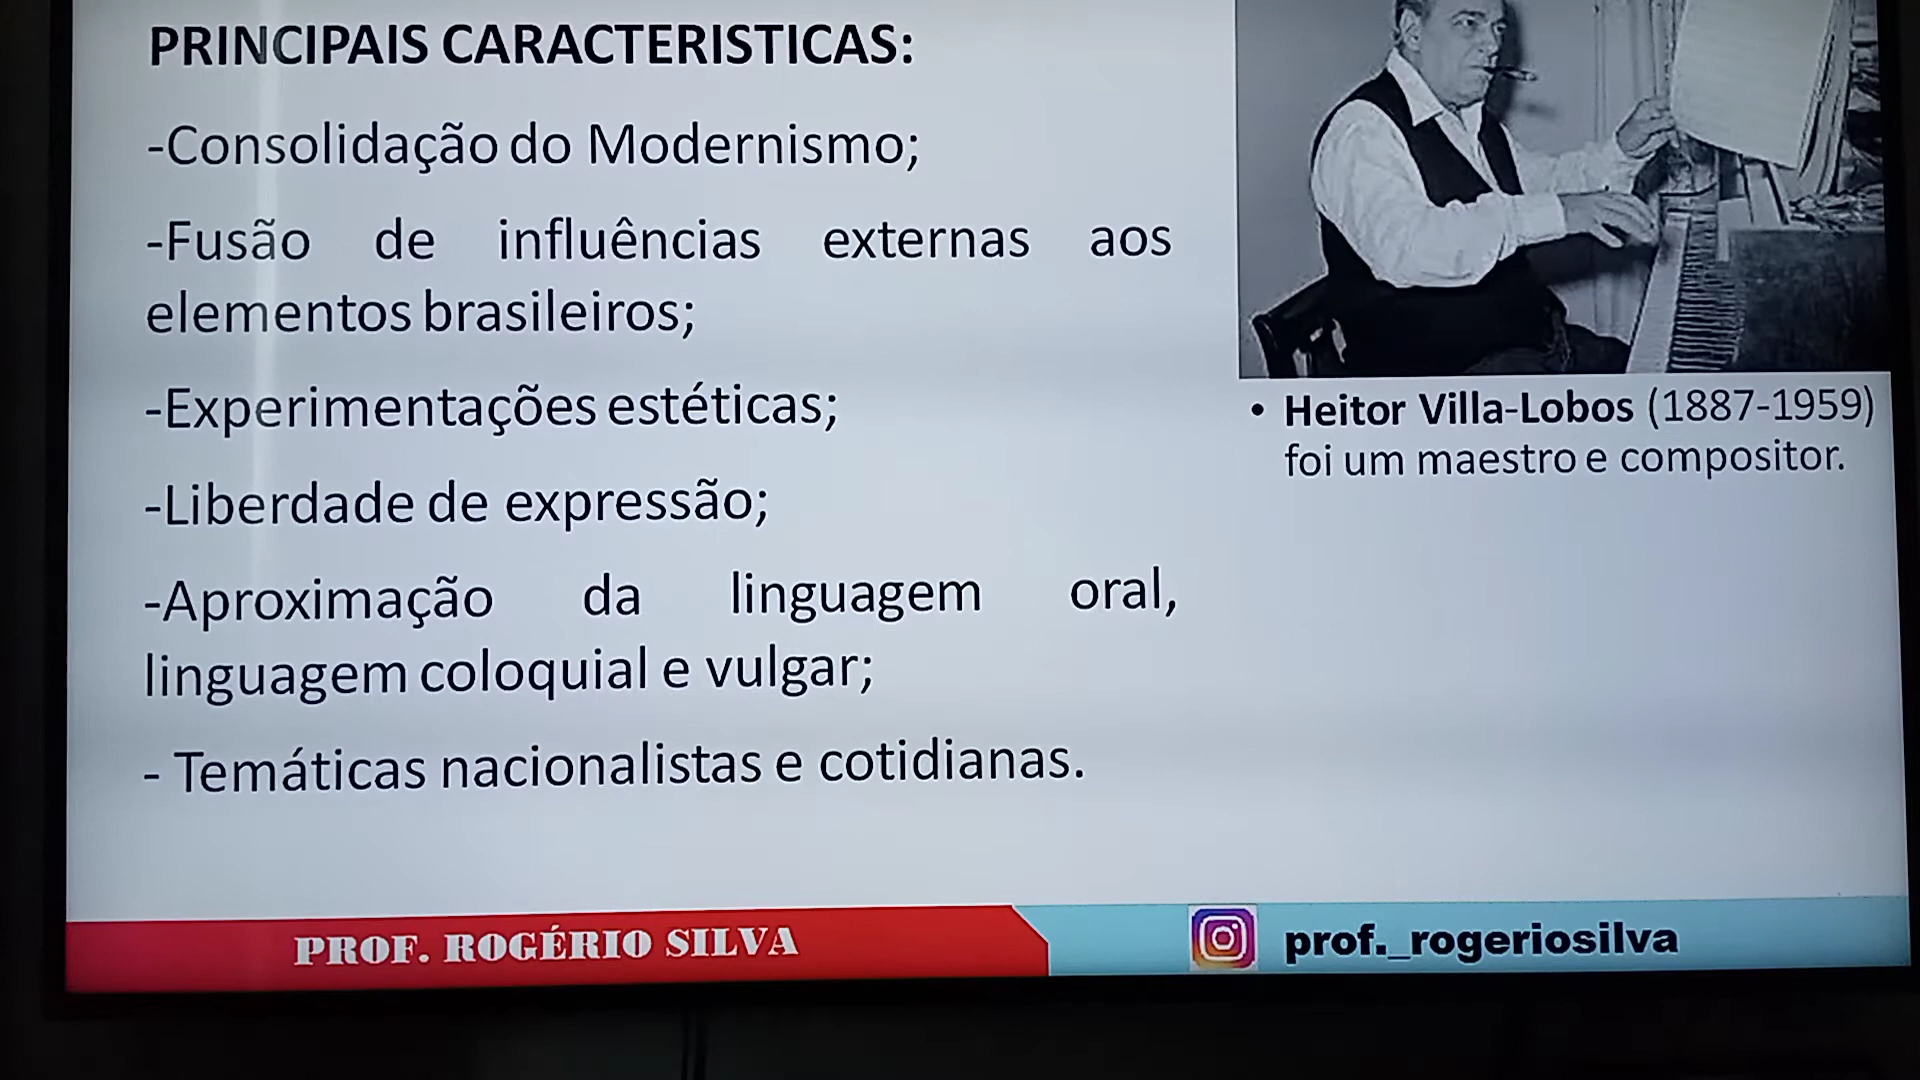 PRINCIPAIS CARACTERISTICAS:
-Consolidação do Modernismo;
-Fusão de influências externas aos
elementos brasileiros;
-Experimentações estéticas;
-Liberdade de expressão;
-Aproximação da linguagem oral,
linguagem coloquial e vulgar;
- Temáticas nacionalistas e cotidianas.
• Heitor Villa-Lobos (1887-1959)
foi um maestro e compositor.
PROF. ROGÉRIO SILVA
prof._rogeriosilva